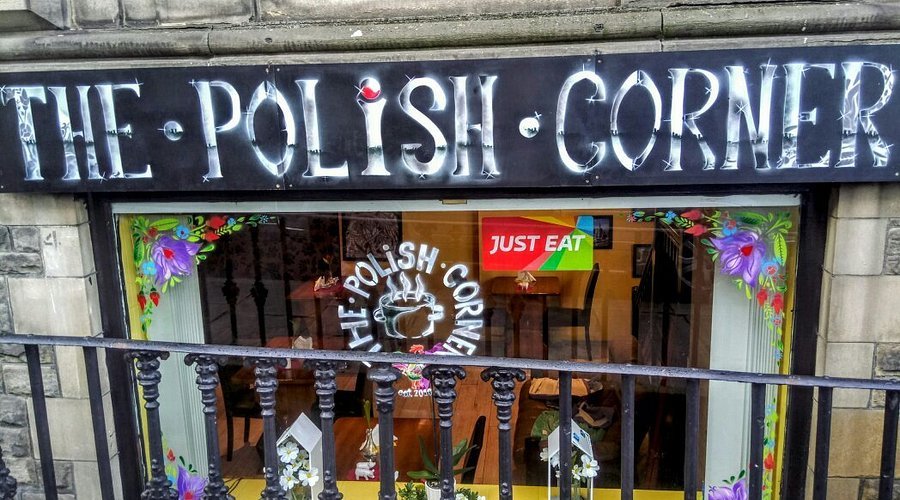 THE • POLiSH • CORNER
JUST EAT
THE • POLiSH • CORNER